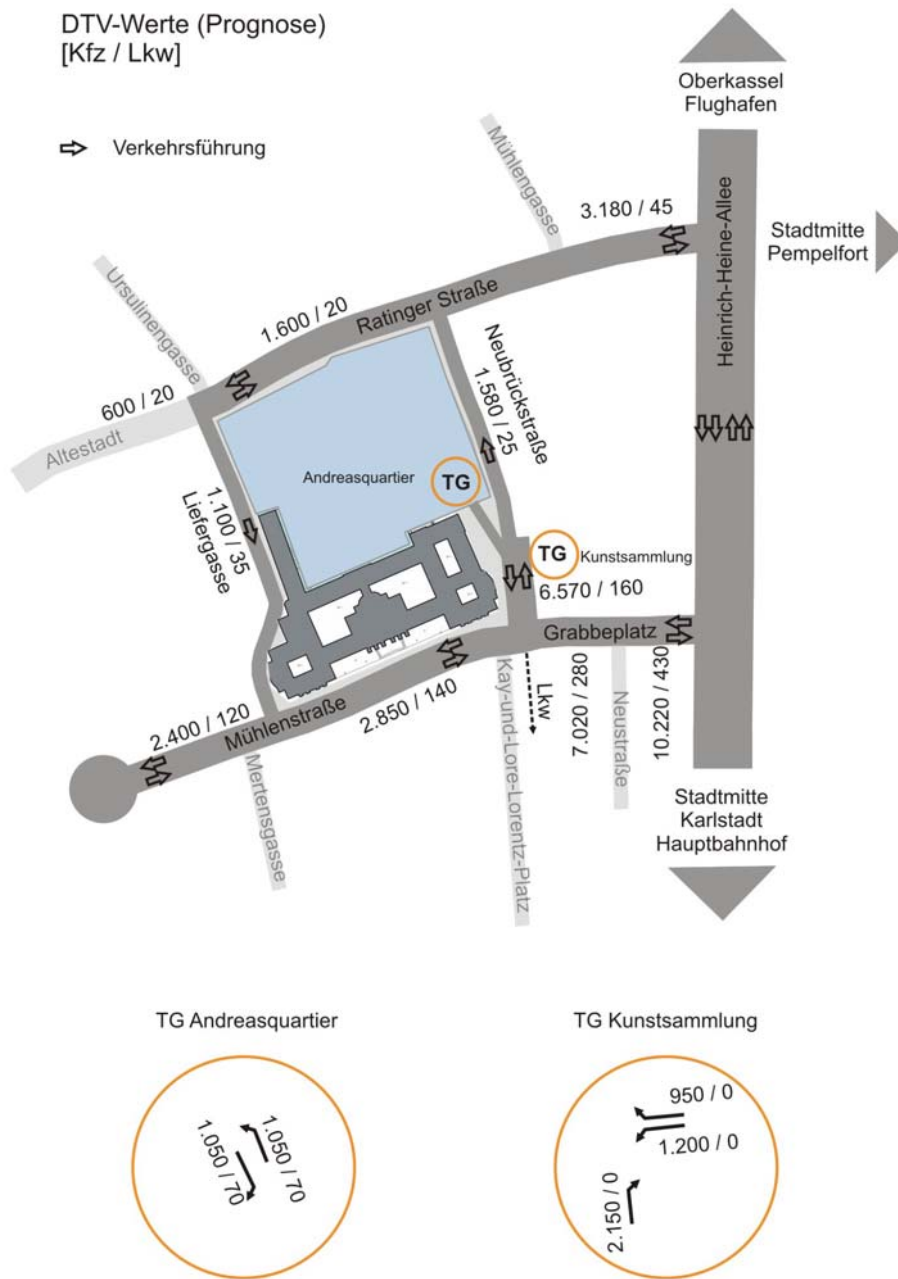 DTV-Werte (Prognose)
[Kfz / Lkw]
Verkehrsführung
Oberkassel
Flughafen
Heinrich-Heine-Allee
Stadtmitte
Pempelfort
Mühlengasse
3.180 / 45
Ursulinengasse
1.600 / 20
Ratinger Straße
600 / 20
Altestadt
Neubrückstraße
1.580 / 25
Andreasquartier
TG
1.100 / 35
Liefergasse
TG
Kunstsammlung
6.570 / 160
Grabbeplatz
2.400 / 120
Mühlenstraße
2.850 / 140
Mertensgasse
Kay-und-Lore-Lorentz-Platz
Lkw
7.020 / 280
Neustraße
10.220 / 430
Stadtmitte
Karlstadt
Hauptbahnhof
TG Andreasquartier
1.050 / 70
1.050 / 70
TG Kunstsammlung
950 / 0
1.200 / 0
2.150 / 0